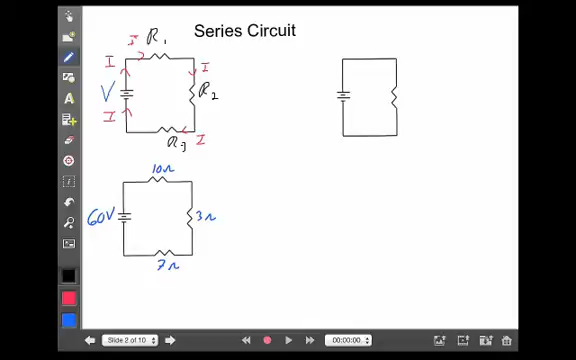 Series Circuit
I R₁
I I
V R₂
I
R₃ I
10Ω
60V 3Ω
7Ω
Slide 2 of 10 00:00:00